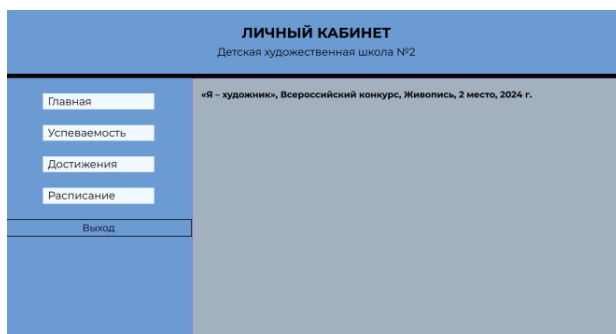 ЛИЧНЫЙ КАБИНЕТ
Детская художественная школа №2
Главная
Успеваемость
Достижения
Расписание
Выход
«Я – художник», Всероссийский конкурс, Живопись, 2 место, 2024 г.